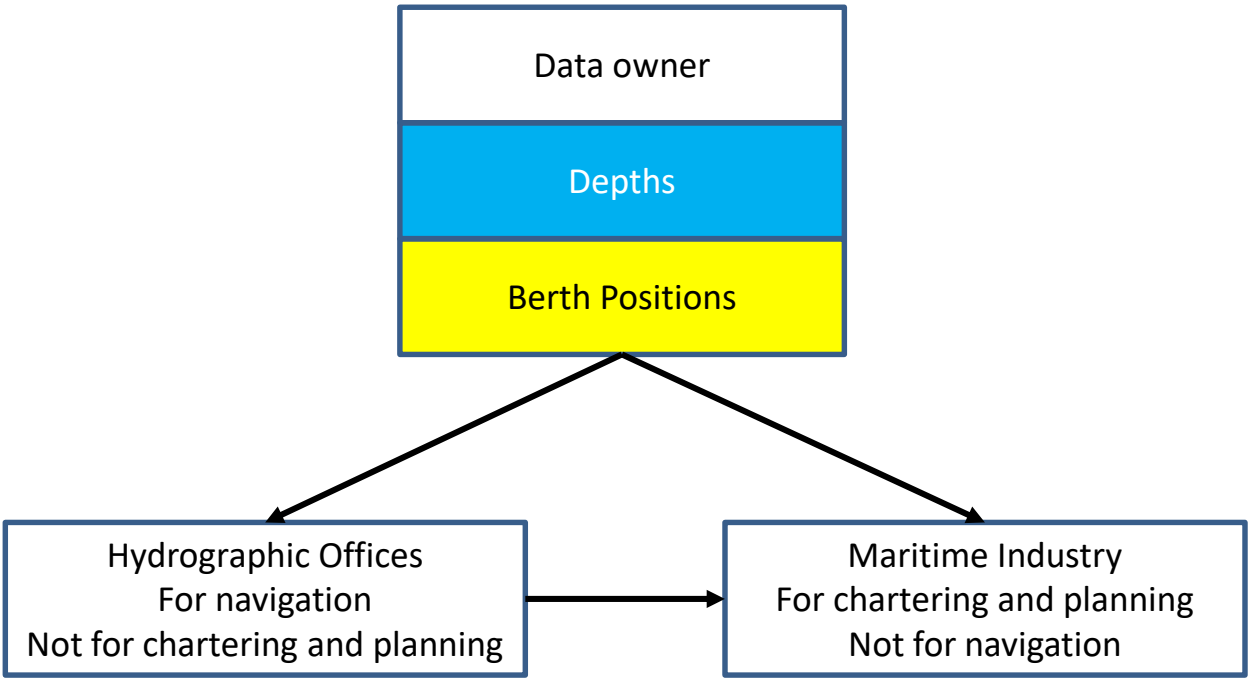 Data owner
Depths
Berth Positions
Hydrographic Offices
For navigation
Not for chartering and planning
Maritime Industry
For chartering and planning
Not for navigation